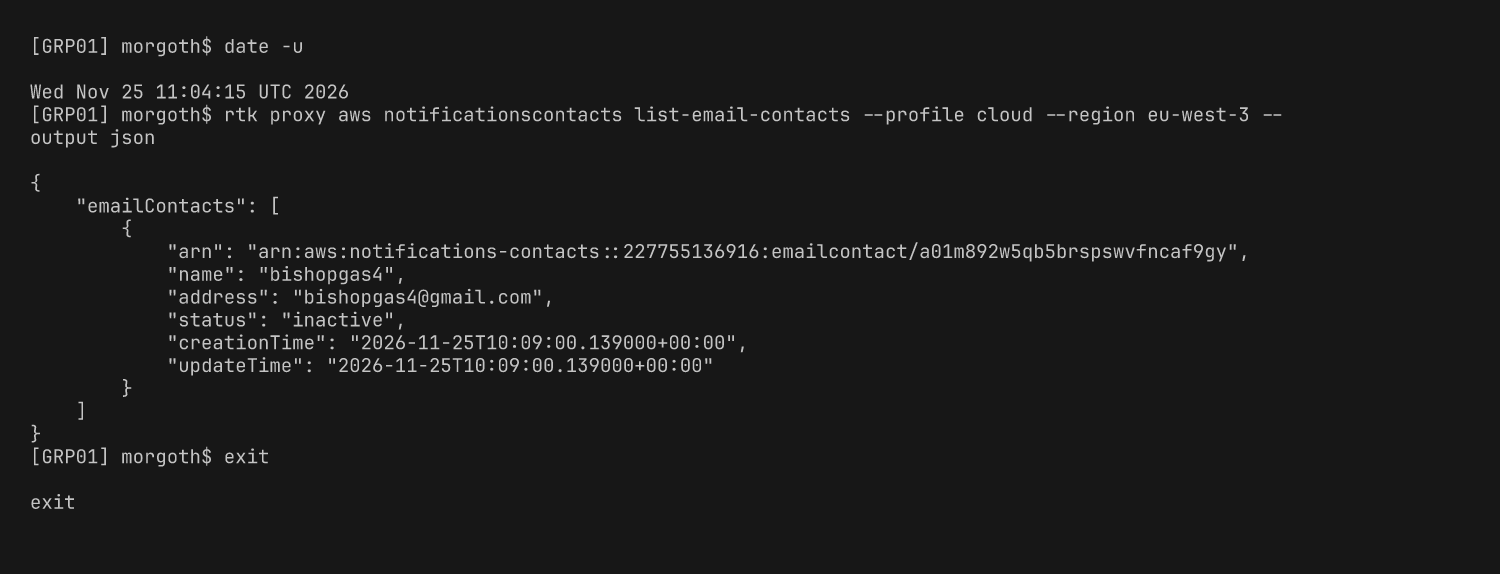 [GRP01] morgoth$ date -u
Wed Nov 25 11:04:15 UTC 2026
[GRP01] morgoth$ rtk proxy aws notificationscontacts list-email-contacts --profile cloud --region eu-west-3 --
output json
{
    "emailContacts": [
        {
            "arn": "arn:aws:notifications-contacts::227755136916:emailcontact/a01m892w5qb5brspswvfncaf9gy",
            "name": "bishopgas4",
            "address": "bishopgas4@gmail.com",
            "status": "inactive",
            "creationTime": "2026-11-25T10:09:00.139000+00:00",
            "updateTime": "2026-11-25T10:09:00.139000+00:00"
        }
    ]
}
[GRP01] morgoth$ exit
exit